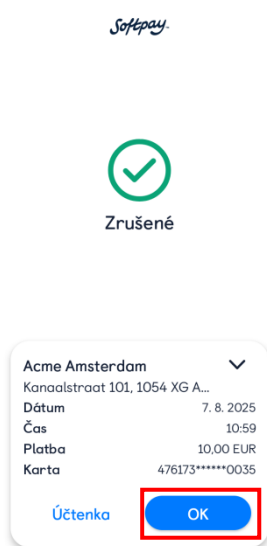 Softpay
Zrušené
Acme Amsterdam
Kanaalstraat 101, 1054 XG A...
Dátum 7. 8. 2025
Čas 10:59
Platba 10,00 EUR
Karta 476173******0035
Účtenka OK